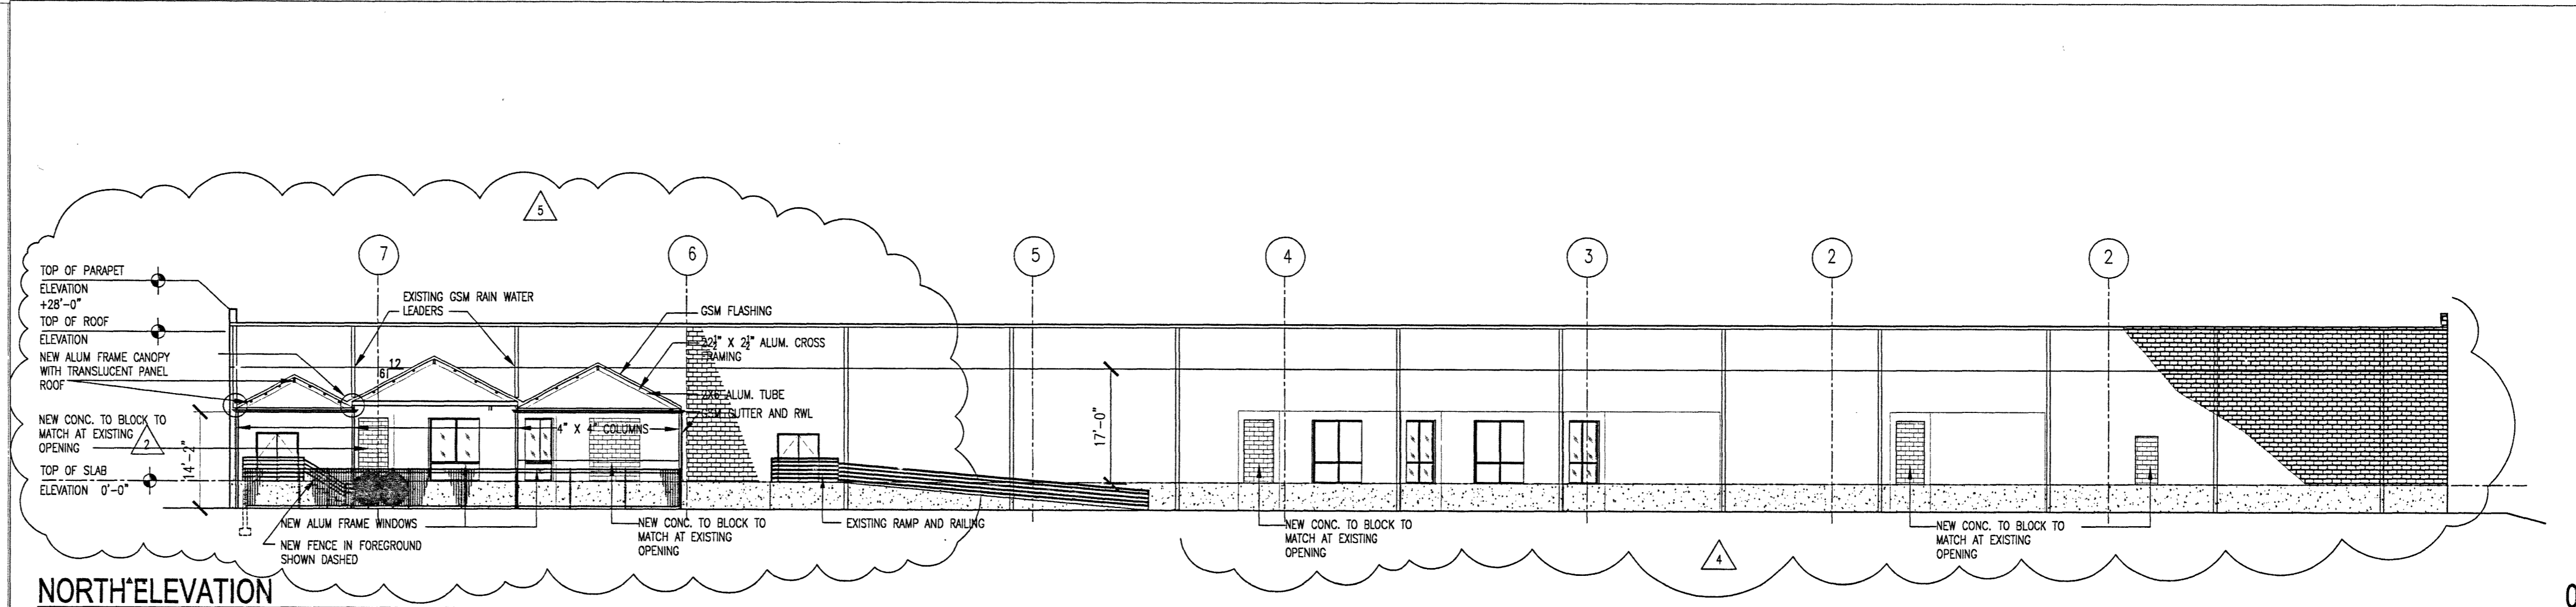 5
7
6
5
4
3
2
2
TOP OF PARAPET
ELEVATION
+28'-0"
TOP OF ROOF
ELEVATION
NEW ALUM FRAME CANOPY
WITH TRANSLUCENT PANEL
ROOF
NEW CONC. TO BLOCK TO
MATCH AT EXISTING
OPENING
2
TOP OF SLAB
ELEVATION 0'-0"
14'-2"
EXISTING GSM RAIN WATER
LEADERS
12
6
GSM FLASHING
22½" X 2½" ALUM. CROSS
FRAMING
2X6 ALUM. TUBE
GSM GUTTER AND RWL
4" X 4" COLUMNS
17'-0"
NEW ALUM FRAME WINDOWS
NEW FENCE IN FOREGROUND
SHOWN DASHED
NEW CONC. TO BLOCK TO
MATCH AT EXISTING
OPENING
EXISTING RAMP AND RAILING
NEW CONC. TO BLOCK TO
MATCH AT EXISTING
OPENING
4
NEW CONC. TO BLOCK TO
MATCH AT EXISTING
OPENING
NORTH ELEVATION